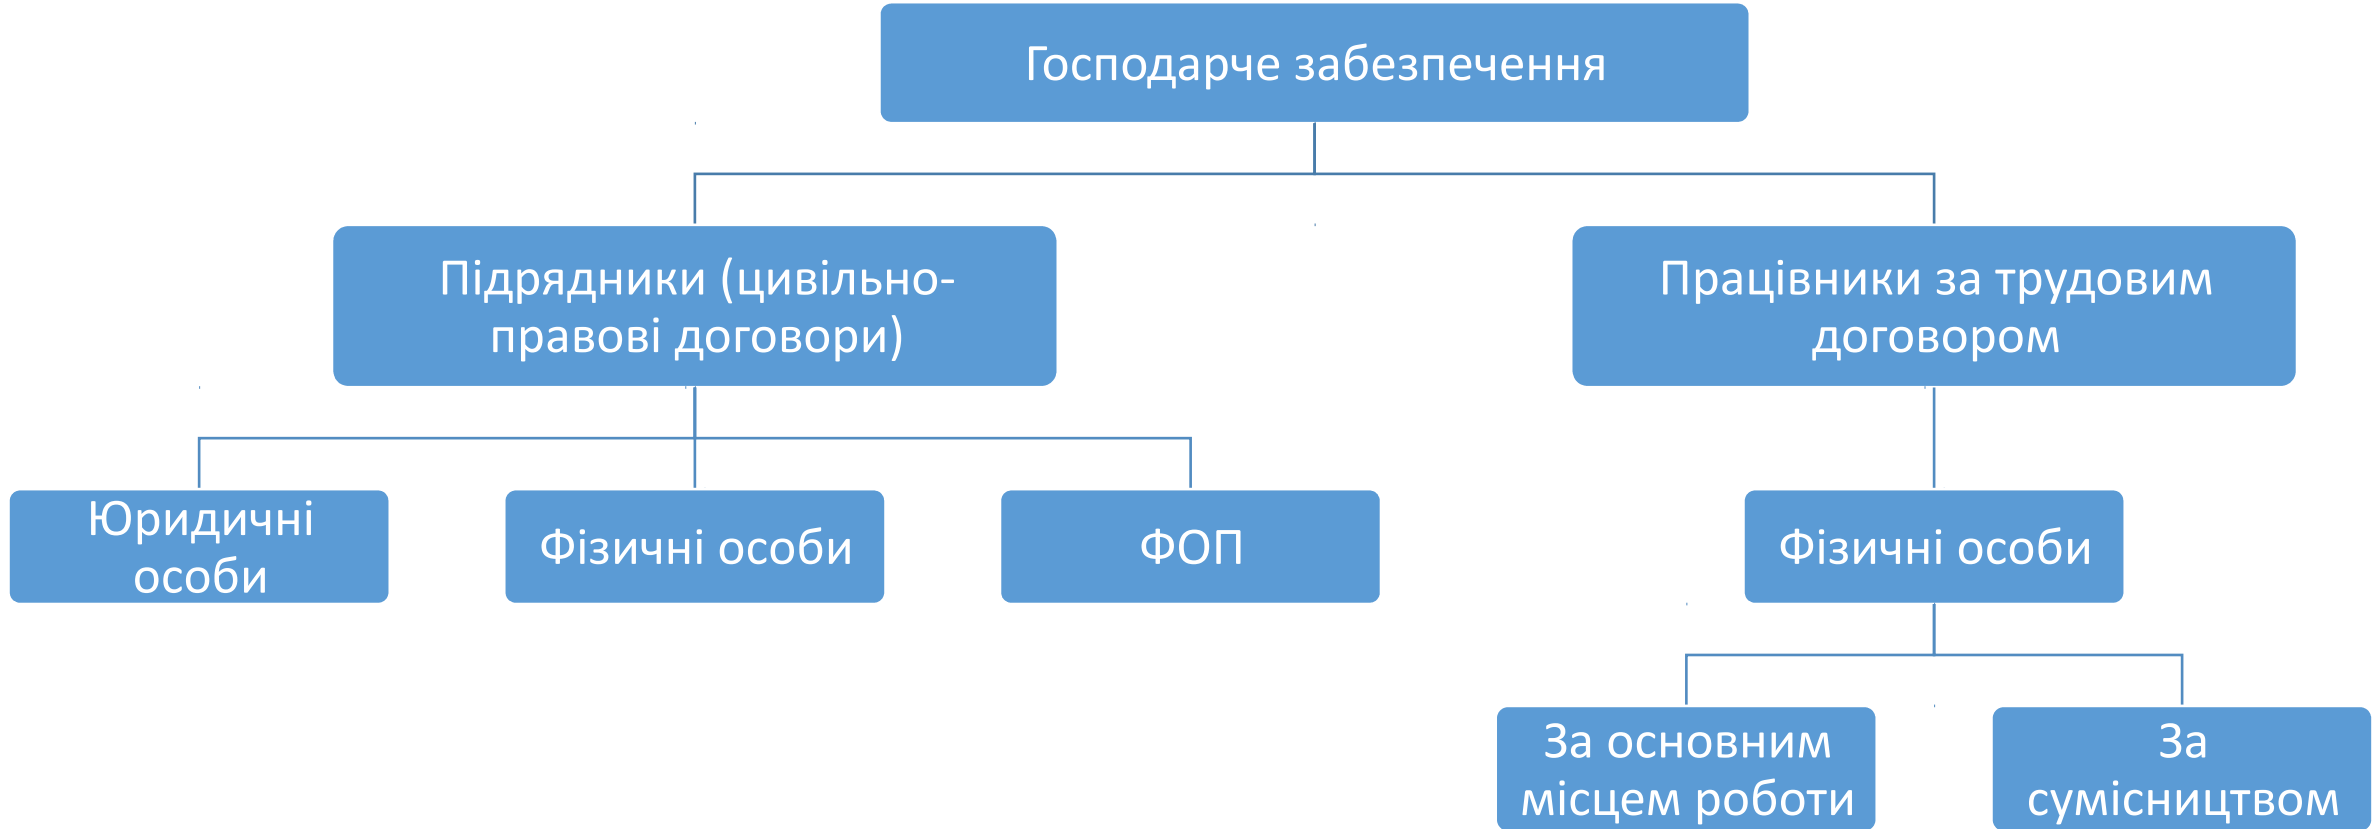 Господарче забезпечення
Підрядники (цивільно-
правові договори)
Працівники за трудовим
договором
Юридичні
особи
Фізичні особи
ФОП
Фізичні особи
За основним
місцем роботи
За
сумісництвом